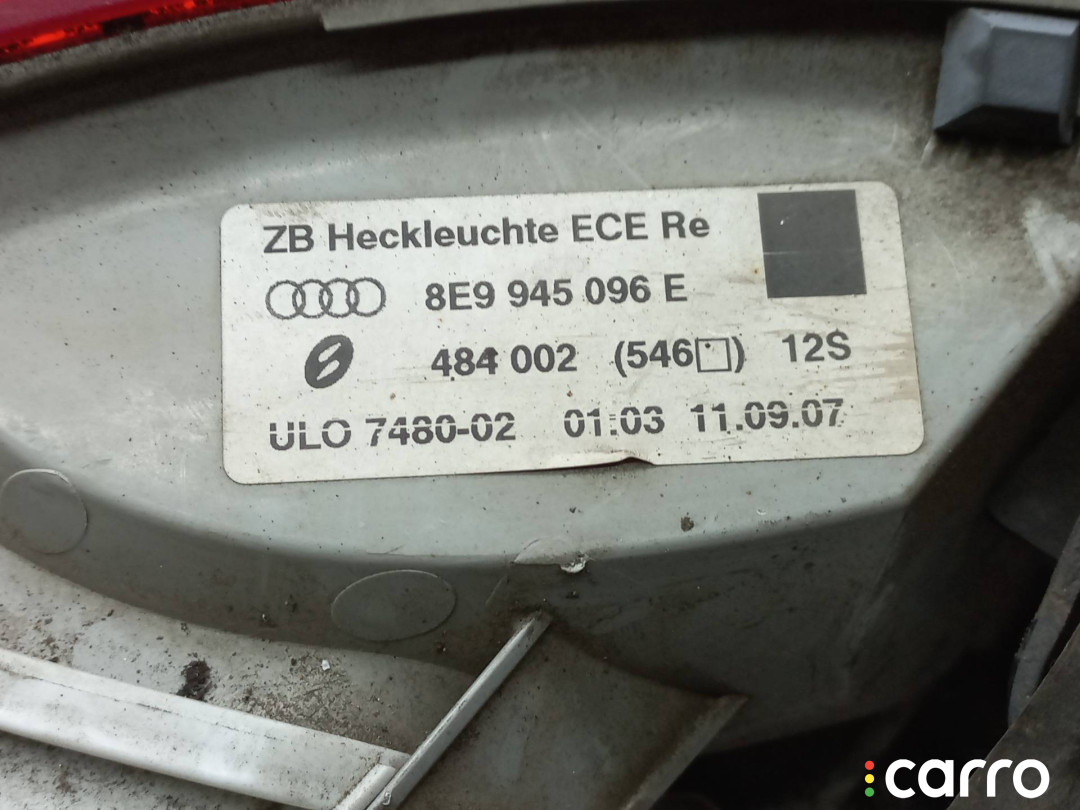 ZB Heckleuchte ECE Re
8E9 945 096 E
484 002 (546□) 12S
ULO 7480-02 01:03 11.09.07
carro